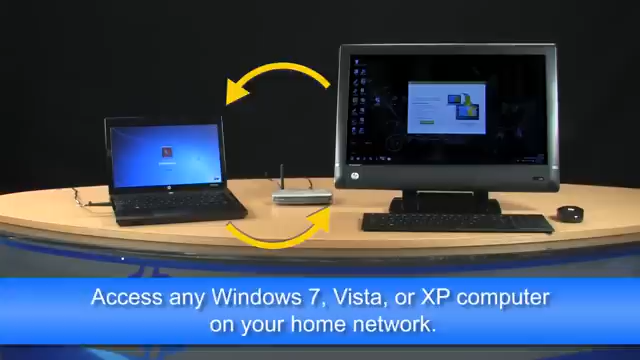 Access any Windows 7, Vista, or XP computer
on your home network.